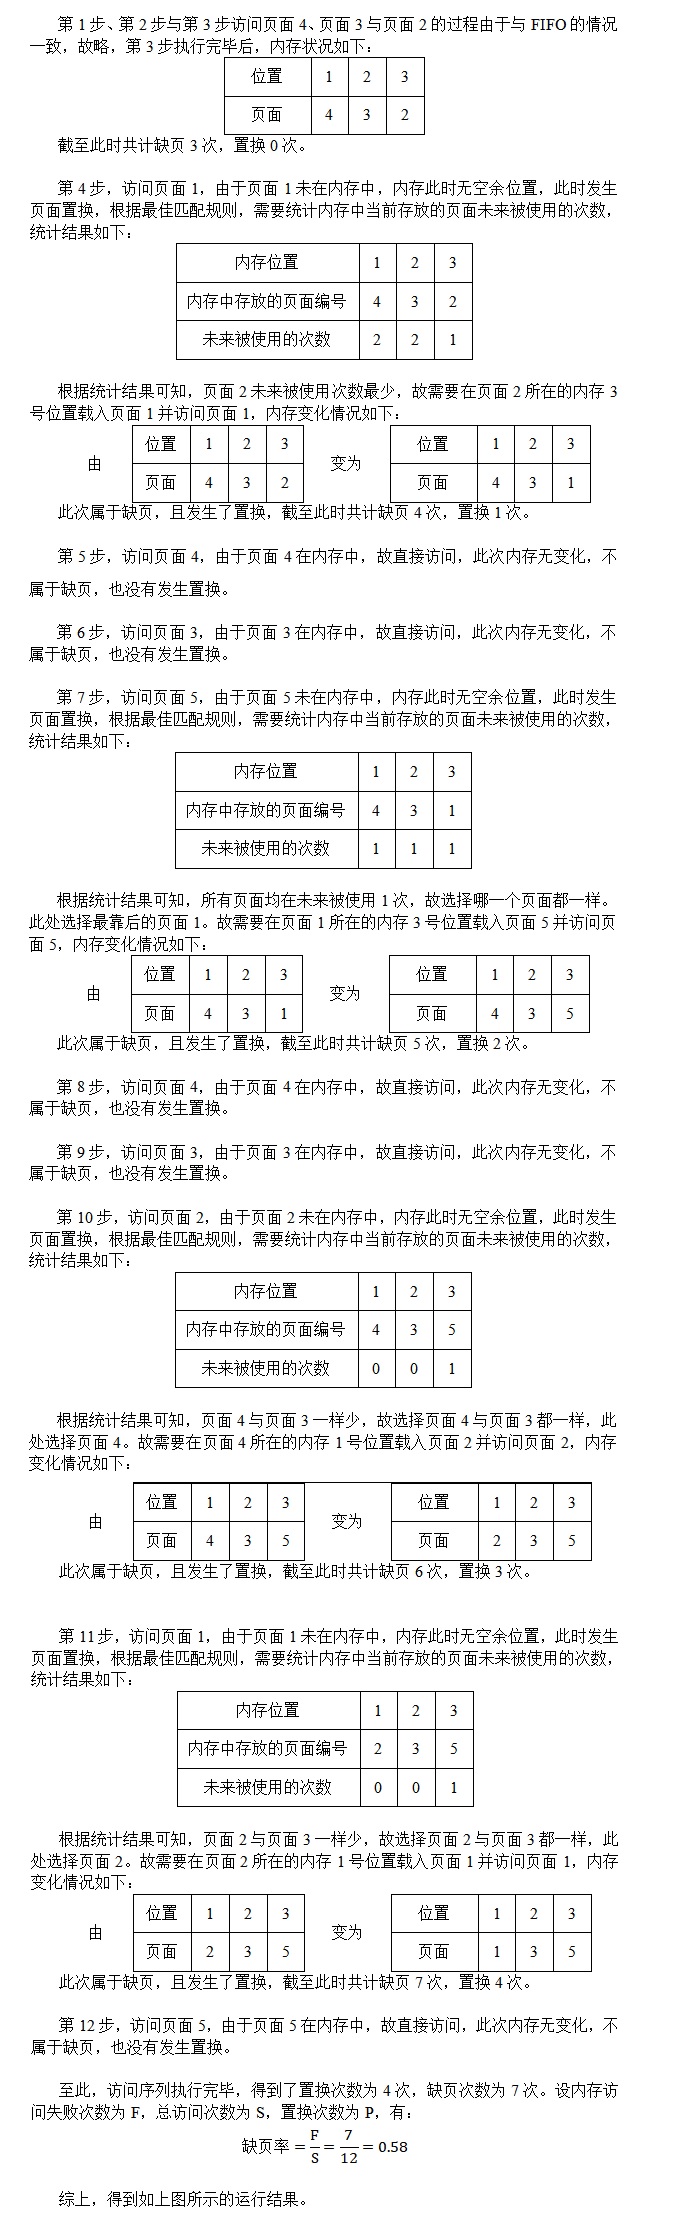 第 1 步、第 2 步与第 3 步访问页面 4、页面 3 与页面 2 的过程由于与 FIFO 的情况
一致，故略，第 3 步执行完毕后，内存状况如下：
位置 1 2 3
页面 4 3 2
截至此时共计缺页 3 次，置换 0 次。
第 4 步，访问页面 1，由于页面 1 未在内存中，内存此时无空余位置，此时发生
页面置换，根据最佳匹配规则，需要统计内存中当前存放的页面未来被使用的次数，
统计结果如下：
内存位置 1 2 3
内存中存放的页面编号 4 3 2
未来被使用的次数 2 2 1
根据统计结果可知，页面 2 未来被使用次数最少，故需要在页面 2 所在的内存 3
号位置载入页面 1 并访问页面 1，内存变化情况如下：
位置 1 2 3 位置 1 2 3
由 变为
页面 4 3 2 页面 4 3 1
此次属于缺页，且发生了置换，截至此时共计缺页 4 次，置换 1 次。
第 5 步，访问页面 4，由于页面 4 在内存中，故直接访问，此次内存无变化，不
属于缺页，也没有发生置换。
第 6 步，访问页面 3，由于页面 3 在内存中，故直接访问，此次内存无变化，不
属于缺页，也没有发生置换。
第 7 步，访问页面 5，由于页面 5 未在内存中，内存此时无空余位置，此时发生
页面置换，根据最佳匹配规则，需要统计内存中当前存放的页面未来被使用的次数，
统计结果如下：
内存位置 1 2 3
内存中存放的页面编号 4 3 1
未来被使用的次数 1 1 1
根据统计结果可知，所有页面均在未来被使用 1 次，故选择哪一个页面都一样。
此处选择最靠后的页面 1。故需要在页面 1 所在的内存 3 号位置载入页面 5 并访问页
面 5，内存变化情况如下：
位置 1 2 3 位置 1 2 3
由 变为
页面 4 3 1 页面 4 3 5
此次属于缺页，且发生了置换，截至此时共计缺页 5 次，置换 2 次。
第 8 步，访问页面 4，由于页面 4 在内存中，故直接访问，此次内存无变化，不
属于缺页，也没有发生置换。
第 9 步，访问页面 3，由于页面 3 在内存中，故直接访问，此次内存无变化，不
属于缺页，也没有发生置换。
第 10 步，访问页面 2，由于页面 2 未在内存中，内存此时无空余位置，此时发生
页面置换，根据最佳匹配规则，需要统计内存中当前存放的页面未来被使用的次数，
统计结果如下：
内存位置 1 2 3
内存中存放的页面编号 4 3 5
未来被使用的次数 0 0 1
根据统计结果可知，页面 4 与页面 3 一样少，故选择页面 4 与页面 3 都一样，此
处选择页面 4。故需要在页面 4 所在的内存 1 号位置载入页面 2 并访问页面 2，内存
变化情况如下：
位置 1 2 3 位置 1 2 3
由 变为
页面 4 3 5 页面 2 3 5
此次属于缺页，且发生了置换，截至此时共计缺页 6 次，置换 3 次。
第 11 步，访问页面 1，由于页面 1 未在内存中，内存此时无空余位置，此时发生
页面置换，根据最佳匹配规则，需要统计内存中当前存放的页面未来被使用的次数，
统计结果如下：
内存位置 1 2 3
内存中存放的页面编号 2 3 5
未来被使用的次数 0 0 1
根据统计结果可知，页面 2 与页面 3 一样少，故选择页面 2 与页面 3 都一样，此
处选择页面 2。故需要在页面 2 所在的内存 1 号位置载入页面 1 并访问页面 1，内存
变化情况如下：
位置 1 2 3 位置 1 2 3
由 变为
页面 2 3 5 页面 1 3 5
此次属于缺页，且发生了置换，截至此时共计缺页 7 次，置换 4 次。
第 12 步，访问页面 5，由于页面 5 在内存中，故直接访问，此次内存无变化，不
属于缺页，也没有发生置换。
至此，访问序列执行完毕，得到了置换次数为 4 次，缺页次数为 7 次。设内存访
问失败次数为 F，总访问次数为 S，置换次数为 P，有：
缺页率 = F/S = 7/12 = 0.58
综上，得到如上图所示的运行结果。